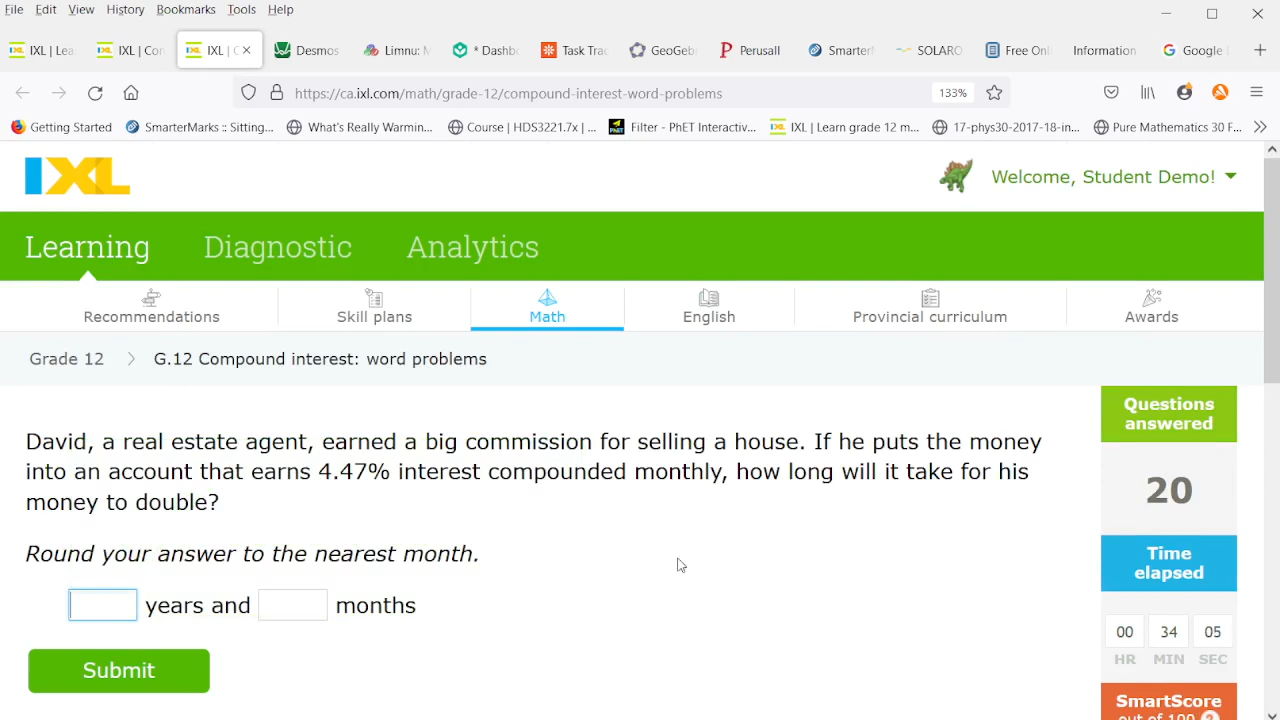 File Edit View History Bookmarks Tools Help
IXL | Lea IXL | Con IXL | C Desmos Limnu: M * Dashbo Task Trac GeoGebr Perusall Smarter SOLARO Free Onl Information Google
https://ca.ixl.com/math/grade-12/compound-interest-word-problems 133%
Getting Started SmarterMarks :: Sitting... What's Really Warmin... Course | HDS3221.7x | ... Filter - PhET Interactiv... IXL | Learn grade 12 m... 17-phys30-2017-18-in... Pure Mathematics 30 F...
IXL Welcome, Student Demo!
Learning Diagnostic Analytics
Recommendations Skill plans Math English Provincial curriculum Awards
Grade 12 > G.12 Compound interest: word problems
David, a real estate agent, earned a big commission for selling a house. If he puts the money
into an account that earns 4.47% interest compounded monthly, how long will it take for his
money to double?
Round your answer to the nearest month.
years and months
Submit
Questions
answered
20
Time
elapsed
00 34 05
HR MIN SEC
SmartScore
out of 100 ?